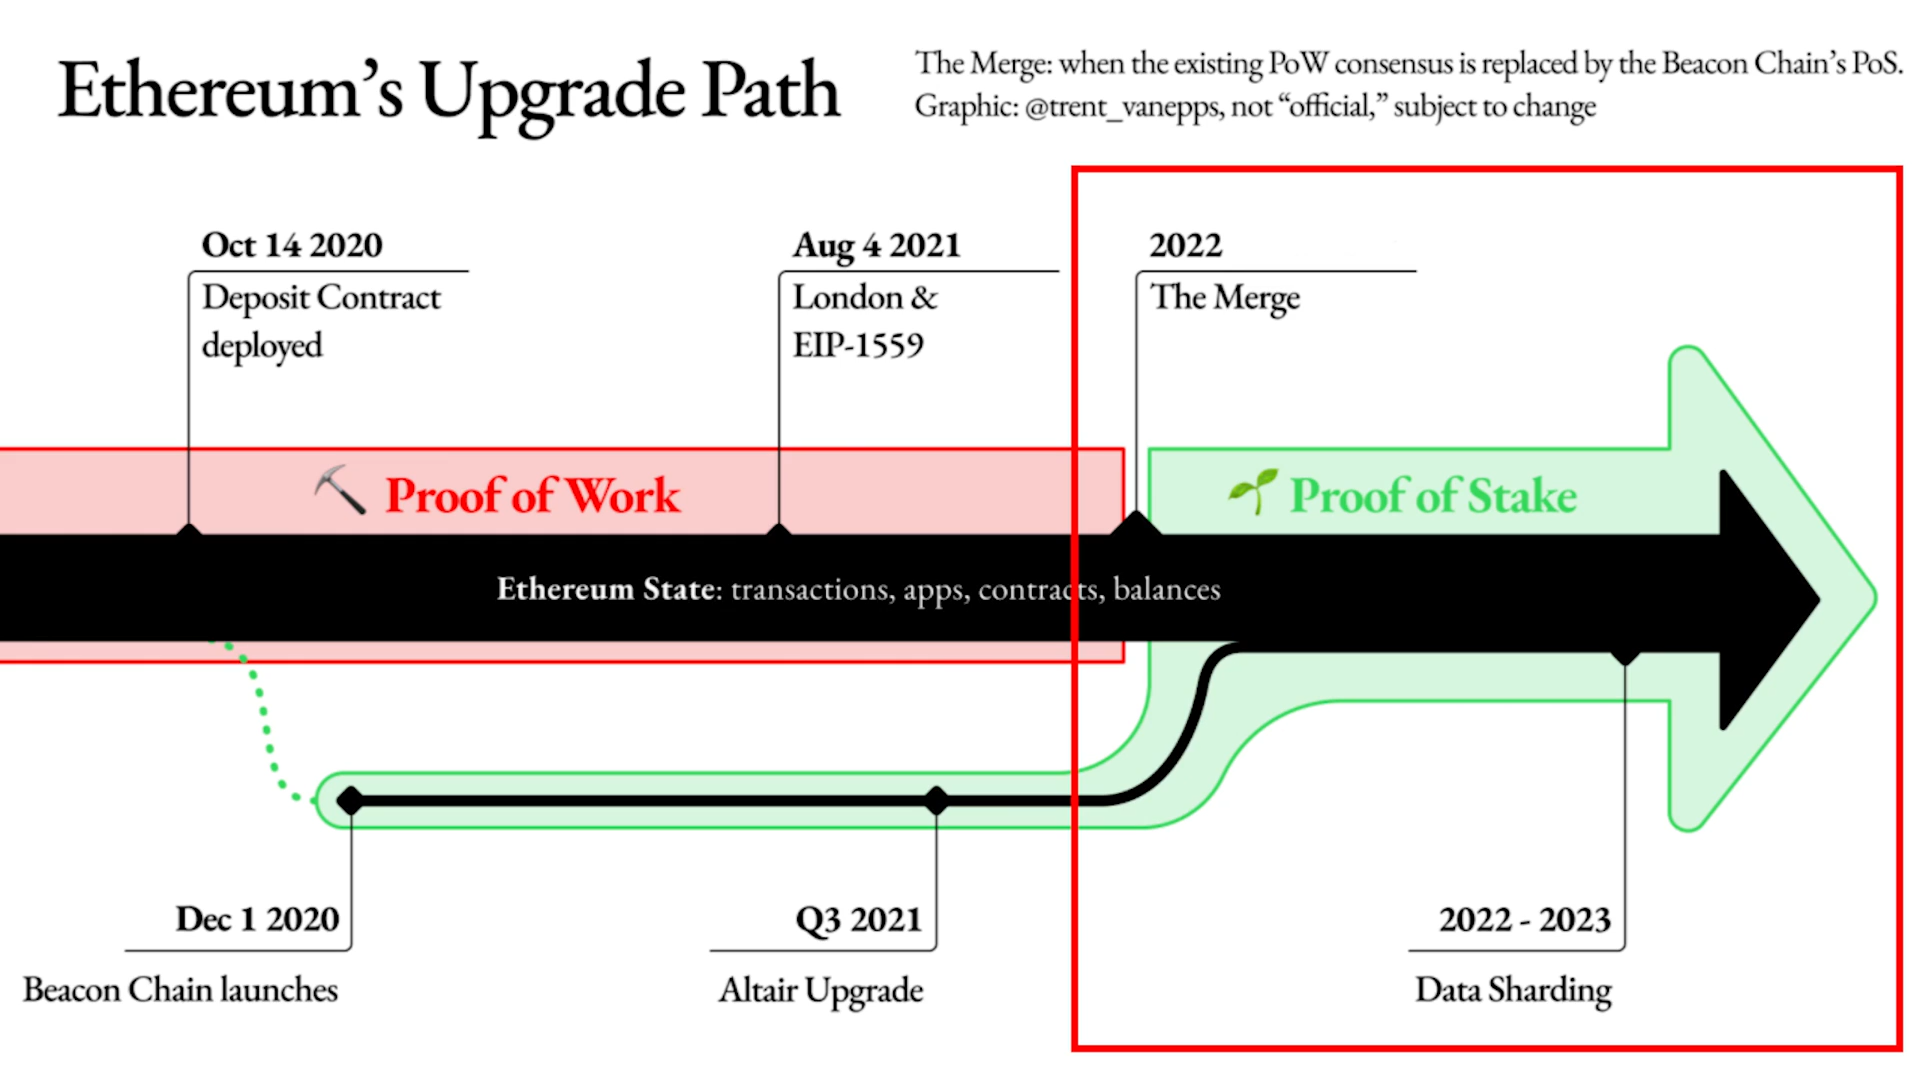 Ethereum’s Upgrade Path
The Merge: when the existing PoW consensus is replaced by the Beacon Chain’s PoS.
Graphic: @trent_vanepps, not “official,” subject to change
Oct 14 2020
Deposit Contract
deployed
Aug 4 2021
London &
EIP-1559
2022
The Merge
Proof of Work
Proof of Stake
Ethereum State: transactions, apps, contracts, balances
Dec 1 2020
Beacon Chain launches
Q3 2021
Altair Upgrade
2022 - 2023
Data Sharding